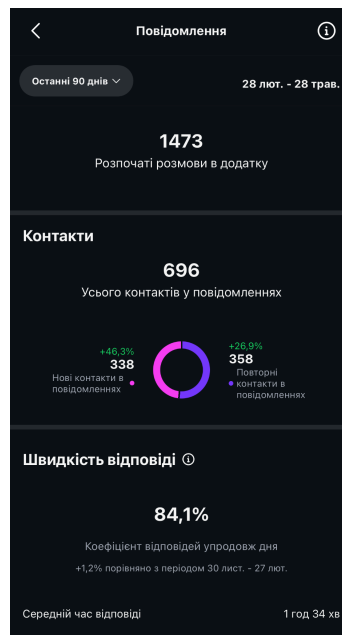 Повідомлення
Останні 90 днів
28 лют. - 28 трав.
1473
Розпочаті розмови в додатку
Контакти
696
Усього контактів у повідомленнях
+46,3%
338
Нові контакти в
повідомленнях
+26,9%
358
Повторні
контакти в
повідомленнях
Швидкість відповіді
84,1%
Коефіцієнт відповідей упродовж дня
+1,2% порівняно з періодом 30 лист. - 27 лют.
Середній час відповіді
1 год 34 хв